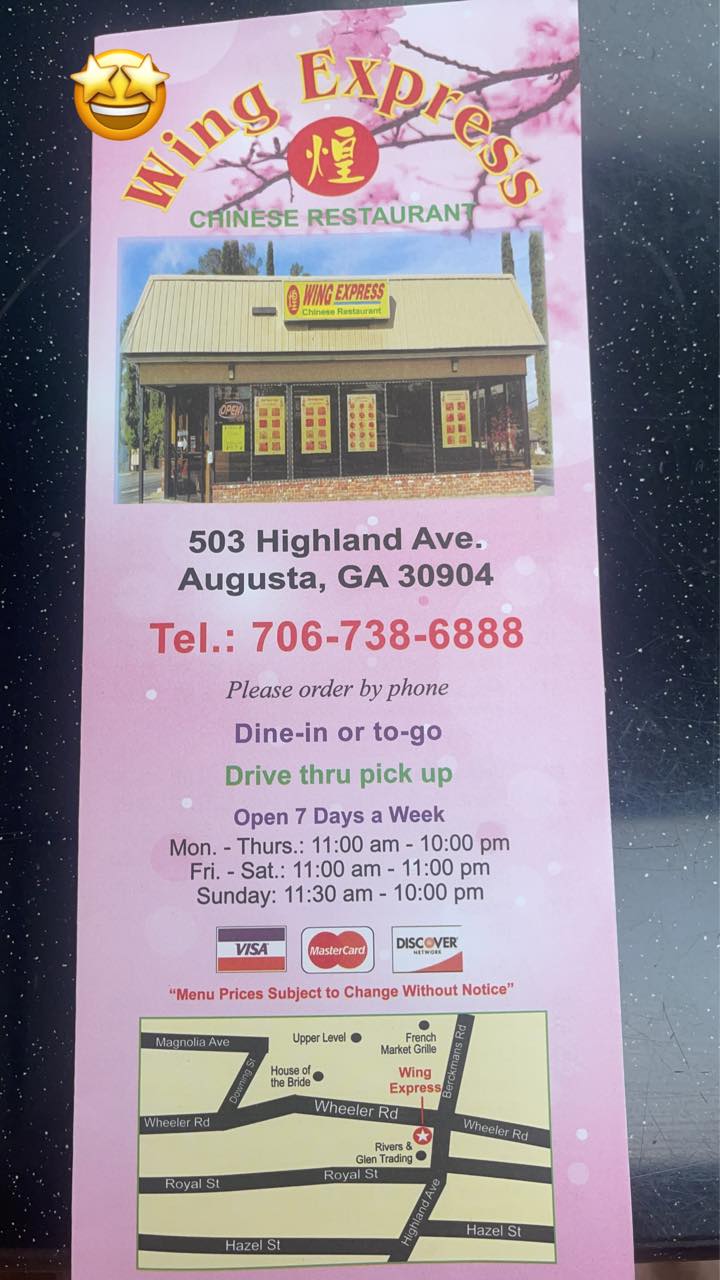 Wing Express
煌
CHINESE RESTAURANT
WING EXPRESS
Chinese Restaurant
OPEN
503 Highland Ave.
Augusta, GA 30904
Tel.: 706-738-6888
Please order by phone
Dine-in or to-go
Drive thru pick up
Open 7 Days a Week
Mon. - Thurs.: 11:00 am - 10:00 pm
Fri. - Sat.: 11:00 am - 11:00 pm
Sunday: 11:30 am - 10:00 pm
VISA MasterCard DISCOVER
NETWORK
“Menu Prices Subject to Change Without Notice”
Magnolia Ave
Downing St
Upper Level
French
Market Grille
Berckmans Rd
House of
the Bride
Wing
Express
Wheeler Rd
Wheeler Rd
Wheeler Rd
Rivers &
Glen Trading
Royal St
Royal St
Highland Ave
Hazel St
Hazel St